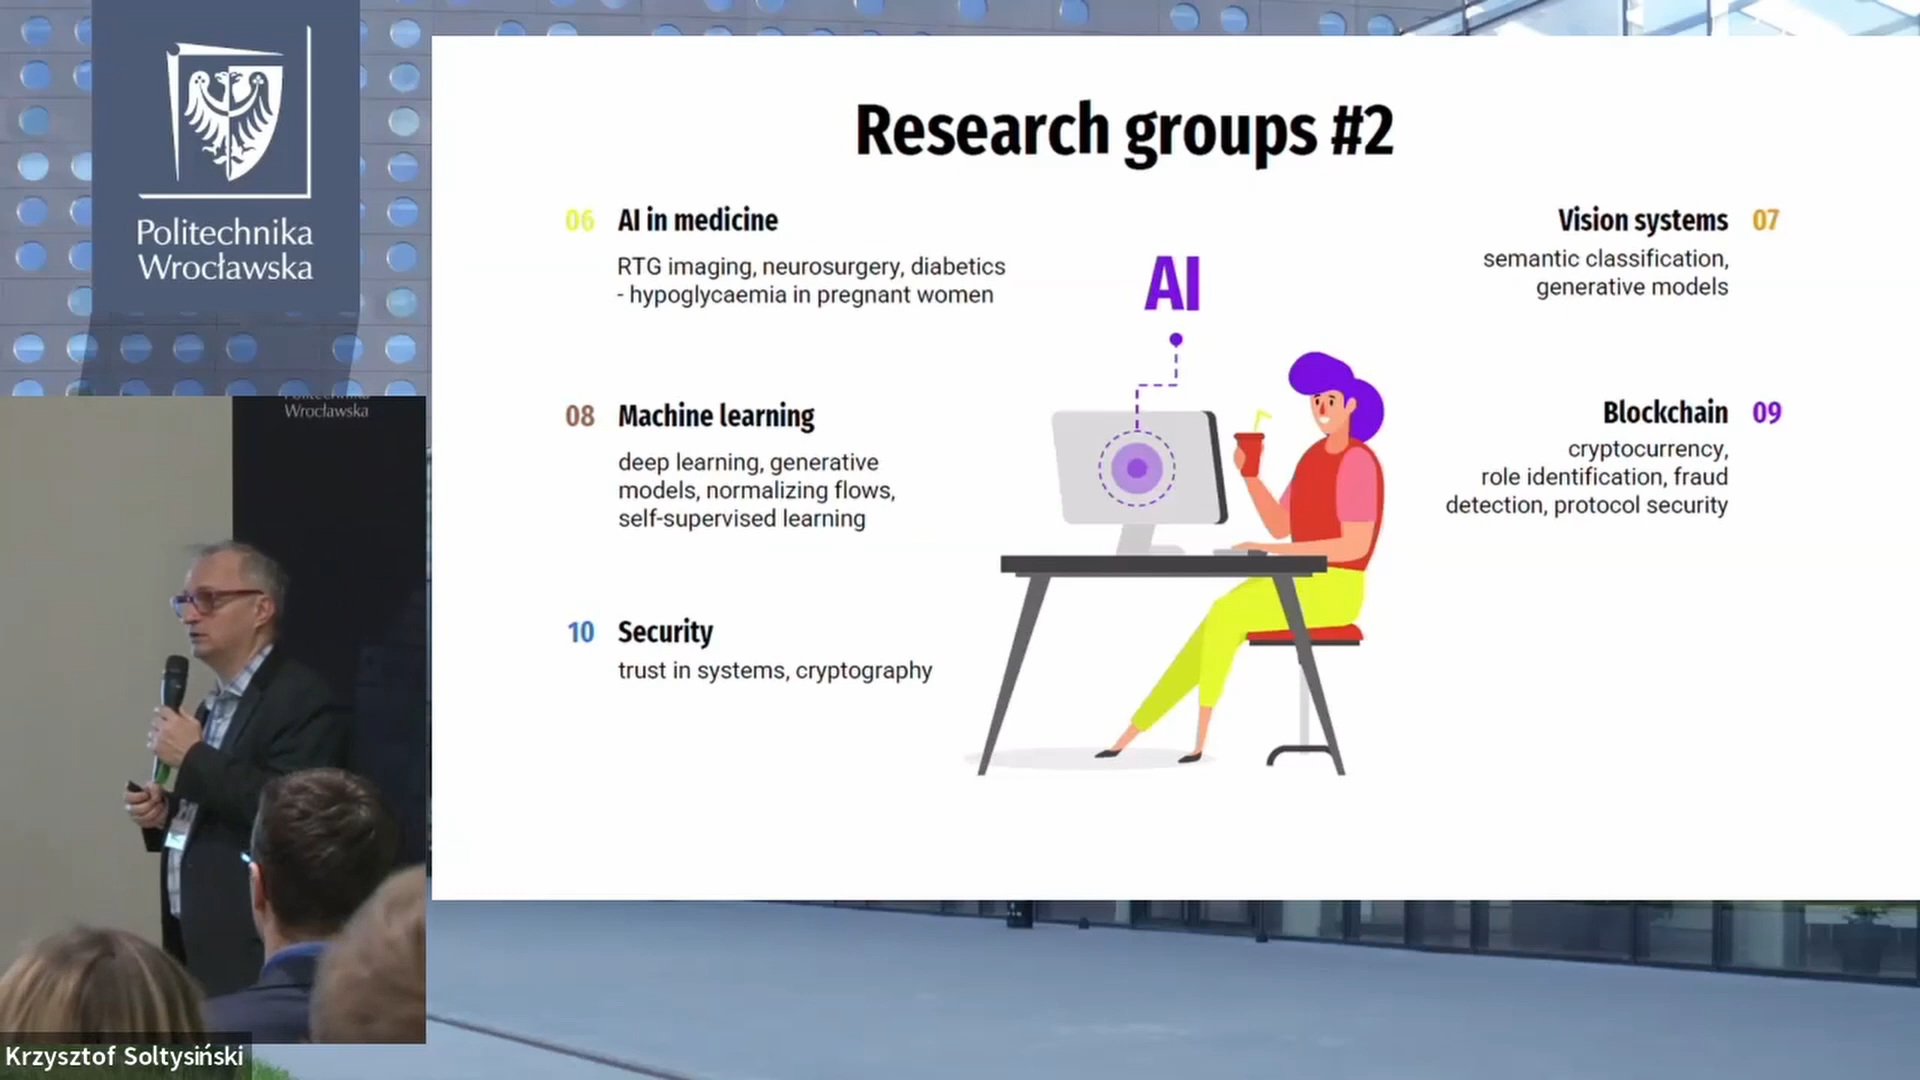 Politechnika
Wrocławska
Research groups #2
06 AI in medicine
RTG imaging, neurosurgery, diabetics
- hypoglycaemia in pregnant women
Vision systems 07
semantic classification,
generative models
AI
08 Machine learning
deep learning, generative
models, normalizing flows,
self-supervised learning
Blockchain 09
cryptocurrency,
role identification, fraud
detection, protocol security
10 Security
trust in systems, cryptography
Politechnika
Wrocławska
Krzysztof Soltysiński